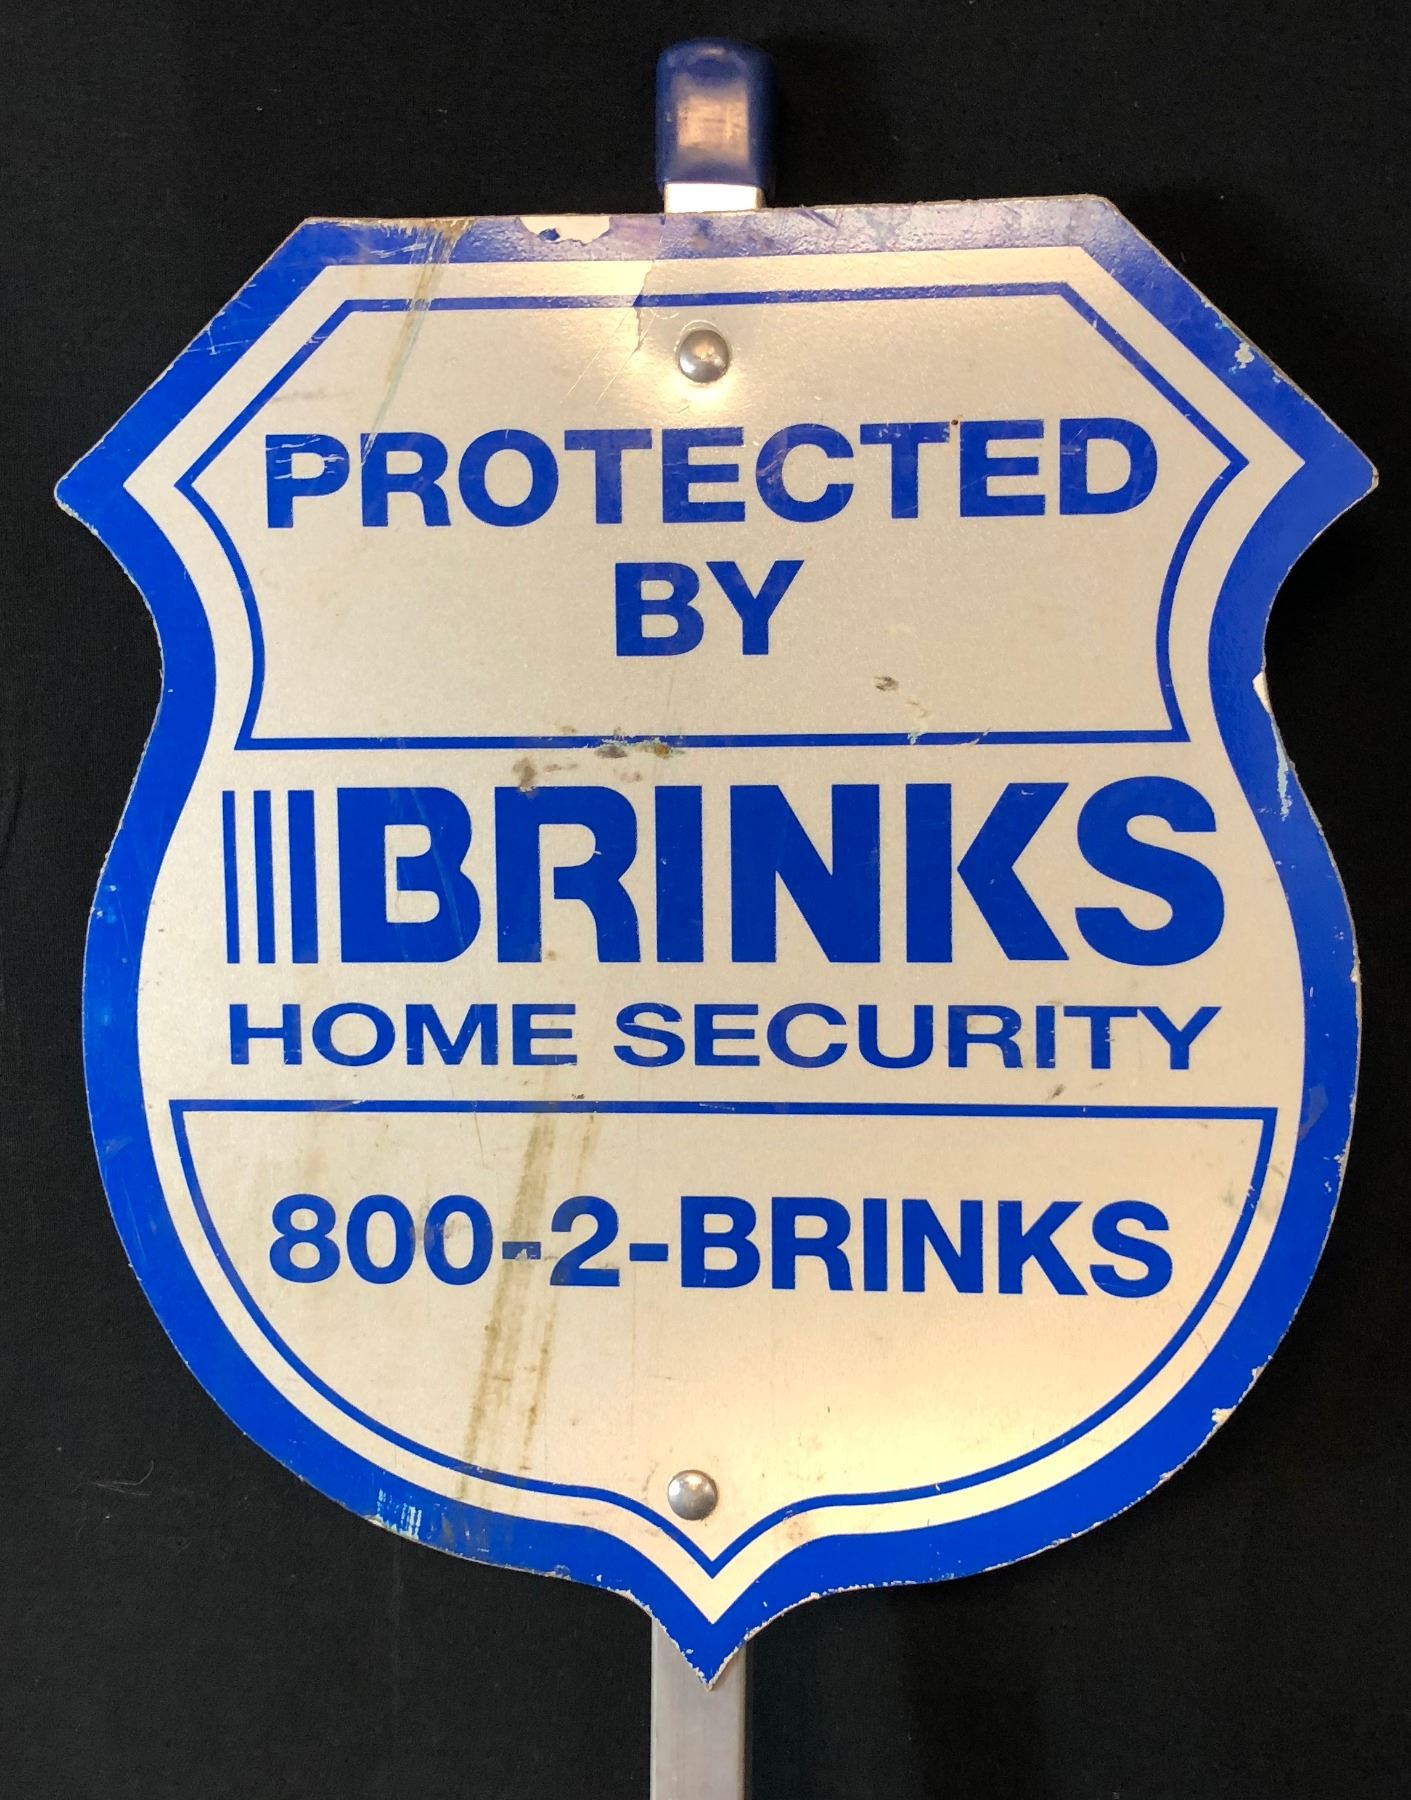 PROTECTED
BY
BRINKS
HOME SECURITY
800-2-BRINKS